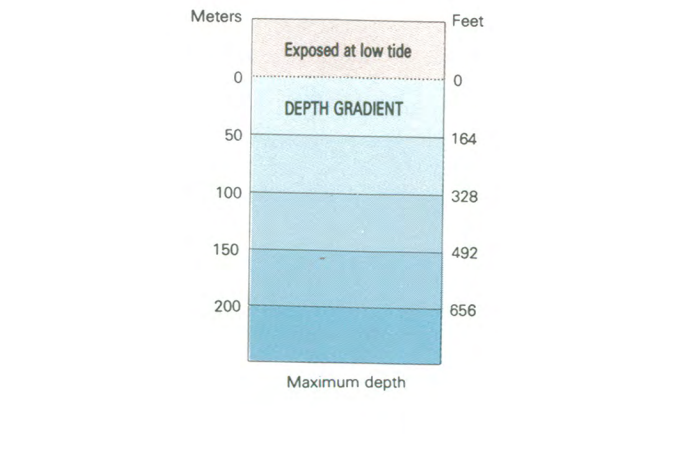 Meters Feet
Exposed at low tide
0 0
DEPTH GRADIENT
50 164
100 328
150 492
200 656
Maximum depth